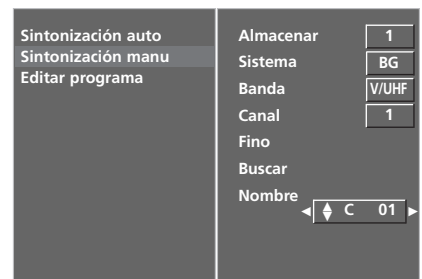 Sintonización auto
Sintonización manu
Editar programa
Almacenar 1
Sistema BG
Banda V/UHF
Canal 1
Fino
Buscar
Nombre
C 01